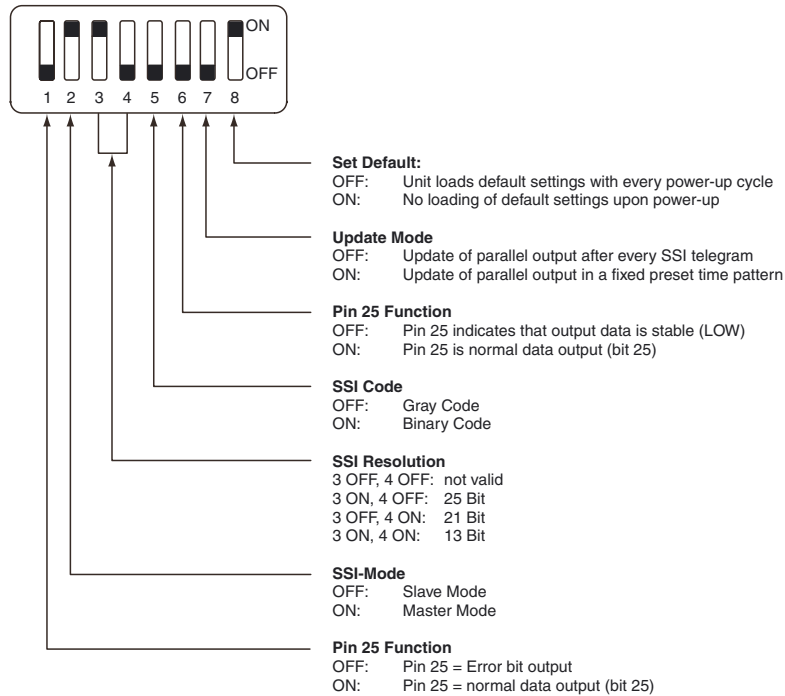 ON
OFF
1 2 3 4 5 6 7 8
Set Default:
OFF: Unit loads default settings with every power-up cycle
ON: No loading of default settings upon power-up
Update Mode
OFF: Update of parallel output after every SSI telegram
ON: Update of parallel output in a fixed preset time pattern
Pin 25 Function
OFF: Pin 25 indicates that output data is stable (LOW)
ON: Pin 25 is normal data output (bit 25)
SSI Code
OFF: Gray Code
ON: Binary Code
SSI Resolution
3 OFF, 4 OFF: not valid
3 ON, 4 OFF: 25 Bit
3 OFF, 4 ON: 21 Bit
3 ON, 4 ON: 13 Bit
SSI-Mode
OFF: Slave Mode
ON: Master Mode
Pin 25 Function
OFF: Pin 25 = Error bit output
ON: Pin 25 = normal data output (bit 25)